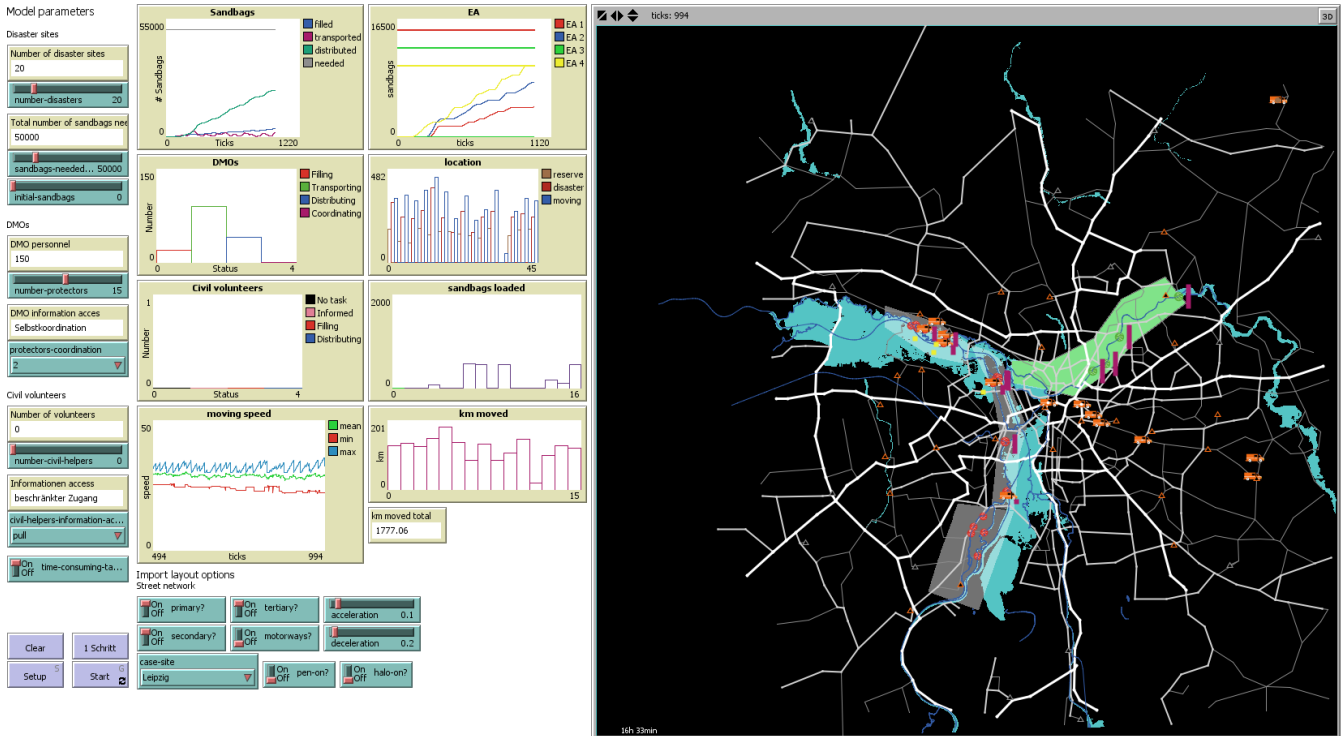 Model parameters
Disaster sites
Number of disaster sites
20
number-disasters 20
Total number of sandbags nee
50000
sandbags-needed... 50000
initial-sandbags 0
DMOs
DMO personnel
150
number-protectors 15
DMO information acces
Selbstkoordination
protectors-coordination
2
Civil volunteers
Number of volunteers
0
number-civil-helpers 0
Informationen access
beschränkter Zugang
civil-helpers-information-ac...
pull
On
Off time-consuming-ta...
Clear
1 Schritt
Setup S
Start G
Sandbags
55000
# Sandbags
0
0 Ticks 1220
filled
transported
distributed
needed
EA
16500
sandbags
0
0 Ticks 1120
EA 1
EA 2
EA 3
EA 4
DMOs
150
Number
0
0 Status 4
Filling
Transporting
Distributing
Coordinating
location
482
0
0 45
reserve
disaster
moving
Civil volunteers
1
Number
0
0 Status 4
No task
Informed
Filling
Distributing
sandbags loaded
2000
0
0 16
moving speed
50
speed
0
494 ticks 994
mean
min
max
km moved
201
km
0
0 15
km moved total
1777.06
Import layout options
Street network
On
Off primary?
On
Off tertiary?
acceleration 0.1
On
Off secondary?
On
Off motorways?
deceleration 0.2
case-site
Leipzig
On
Off pen-on?
On
Off halo-on?
ticks: 994
3D
16h 33min